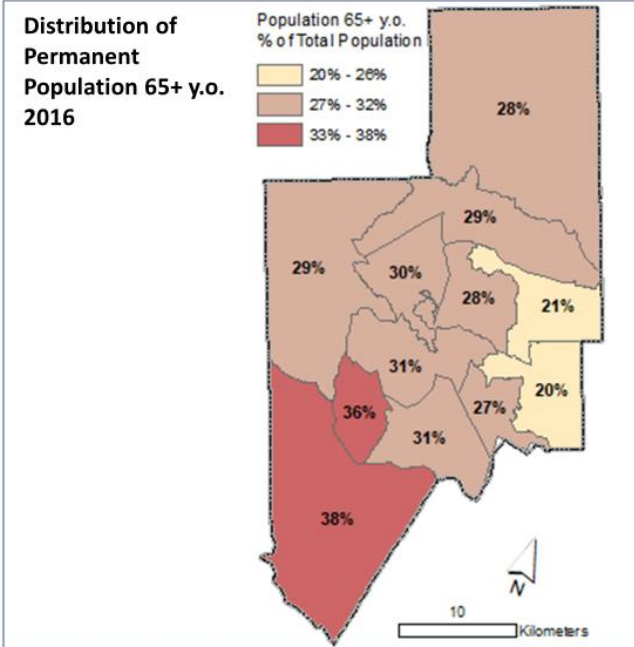 Distribution of
Permanent
Population 65+ y.o.
2016
Population 65+ y.o.
% of Total Population
20% - 26%
27% - 32%
33% - 38%
28%
29%
29%
30%
28%
21%
31%
36%
20%
27%
31%
38%
N
10
Kilometers